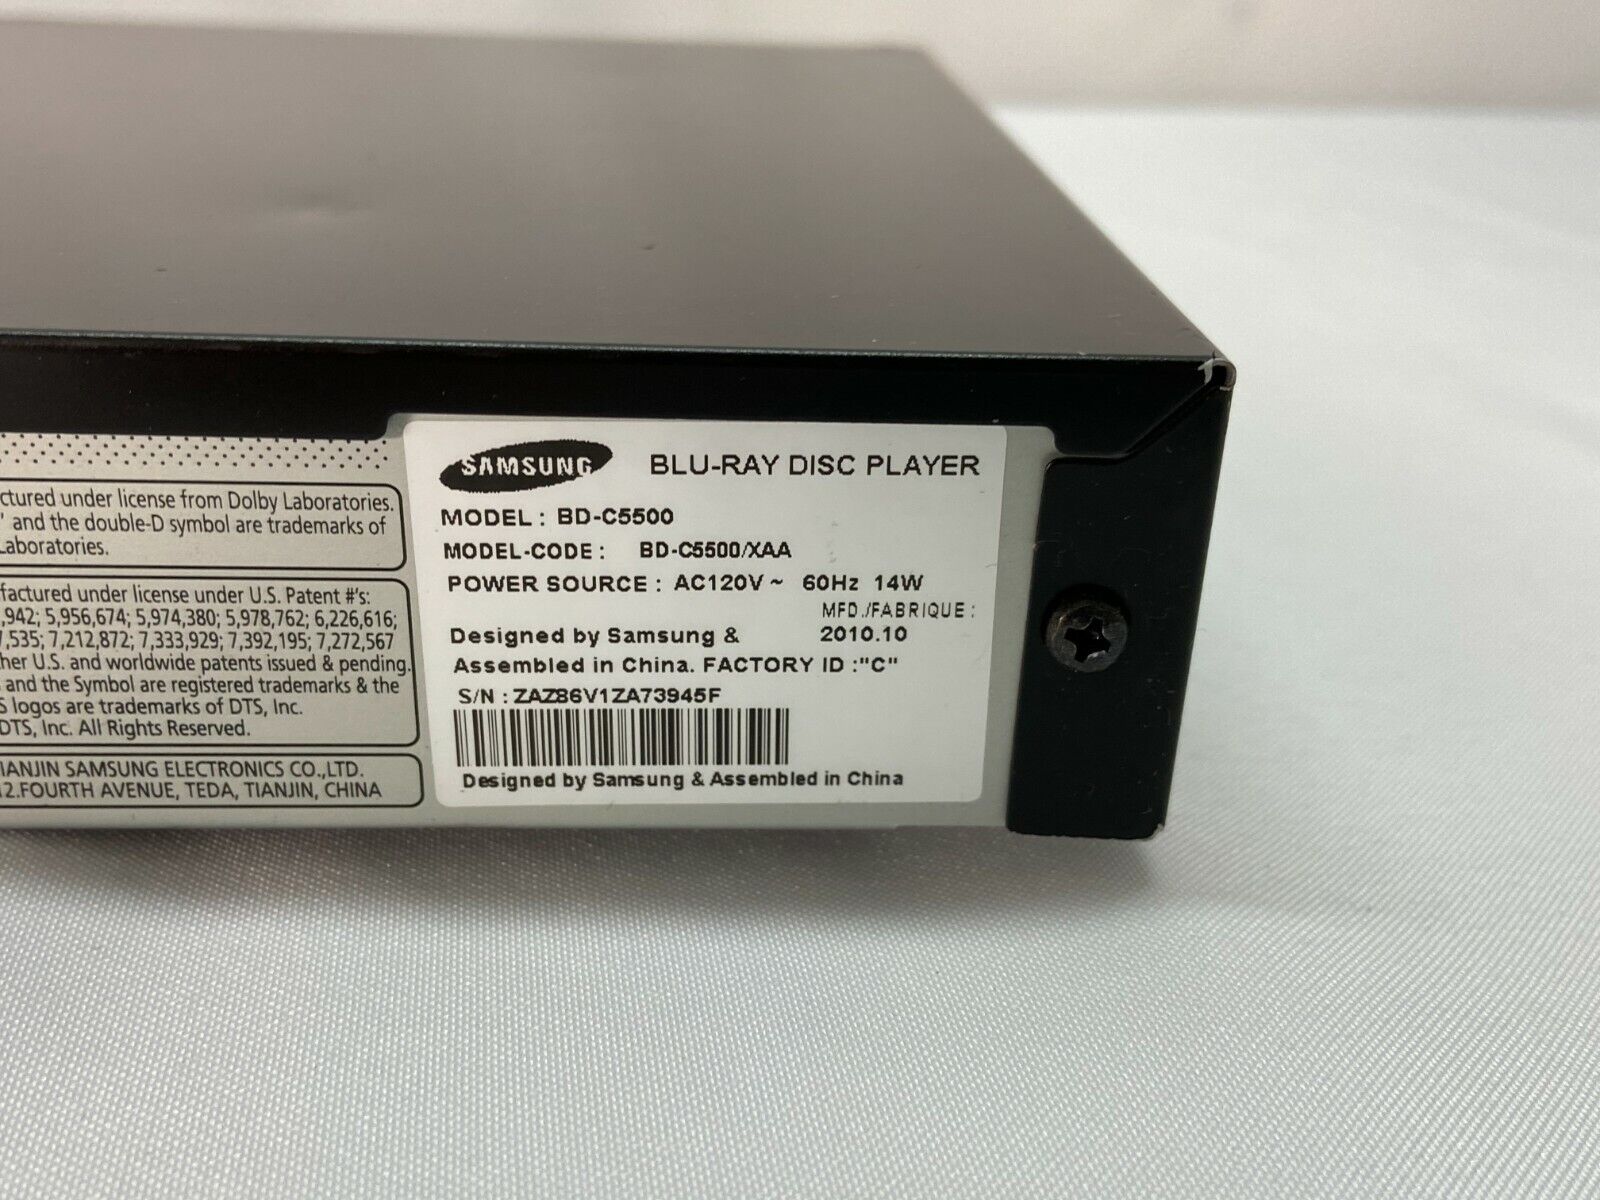 SAMSUNG BLU-RAY DISC PLAYER
MODEL : BD-C5500
MODEL-CODE : BD-C5500/XAA
POWER SOURCE : AC120V ~ 60Hz 14W
MFD./FABRIQUE :
Designed by Samsung & 2010.10
Assembled in China. FACTORY ID :"C"
S/N : ZAZ86V1ZA73945F
Designed by Samsung & Assembled in China
ctured under license from Dolby Laboratories.
" and the double-D symbol are trademarks of
Laboratories.
factured under license under U.S. Patent #'s:
,942; 5,956,674; 5,974,380; 5,978,762; 6,226,616;
,535; 7,212,872; 7,333,929; 7,392,195; 7,272,567
her U.S. and worldwide patents issued & pending.
and the Symbol are registered trademarks & the
S logos are trademarks of DTS, Inc.
DTS, Inc. All Rights Reserved.
IANJIN SAMSUNG ELECTRONICS CO.,LTD.
2.FOURTH AVENUE, TEDA, TIANJIN, CHINA